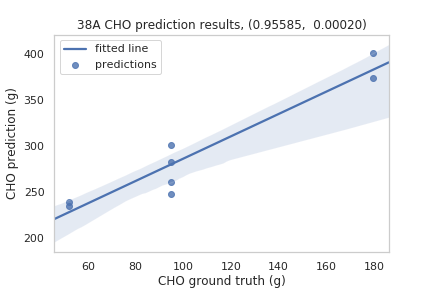 38A CHO prediction results, (0.95585,  0.00020)
fitted line
predictions
400
350
300
250
200
CHO prediction (g)
60 80 100 120 140 160 180
CHO ground truth (g)